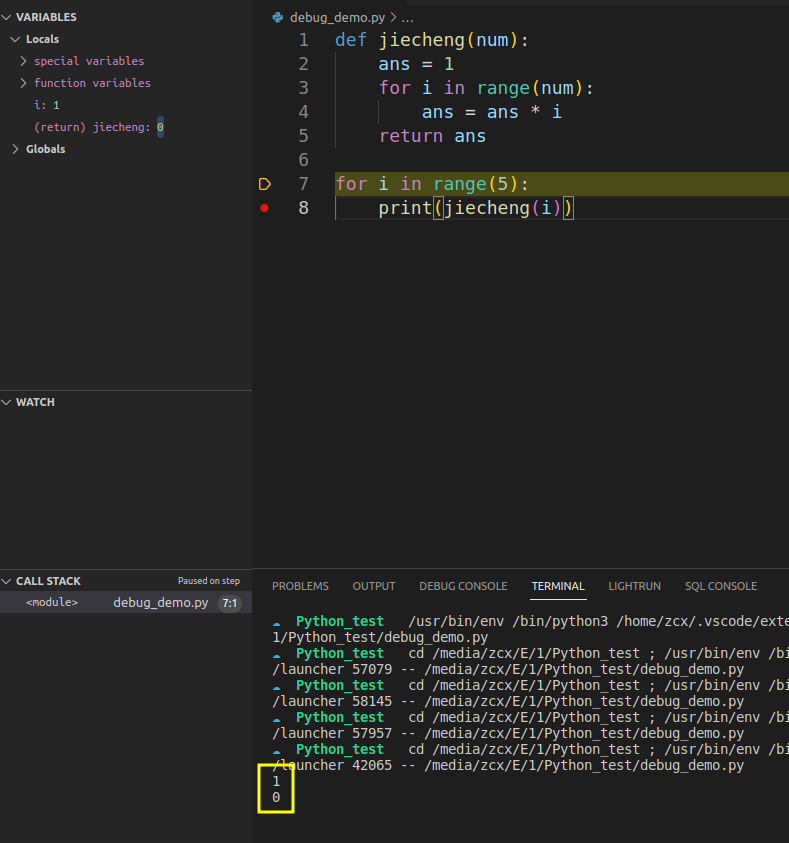 VARIABLES
Locals
special variables
function variables
i: 1
(return) jiecheng: 0
Globals
WATCH
CALL STACK Paused on step
<module> debug_demo.py 7:1
debug_demo.py > ...
1 def jiecheng(num):
2 ans = 1
3 for i in range(num):
4 ans = ans * i
5 return ans
6
7 for i in range(5):
8 print(jiecheng(i))
PROBLEMS OUTPUT DEBUG CONSOLE TERMINAL LIGHTRUN SQL CONSOLE
Python_test /usr/bin/env /bin/python3 /home/zcx/.vscode/exte
1/Python_test/debug_demo.py
Python_test cd /media/zcx/E/1/Python_test ; /usr/bin/env /bi
/launcher 57079 -- /media/zcx/E/1/Python_test/debug_demo.py
Python_test cd /media/zcx/E/1/Python_test ; /usr/bin/env /bi
/launcher 58145 -- /media/zcx/E/1/Python_test/debug_demo.py
Python_test cd /media/zcx/E/1/Python_test ; /usr/bin/env /bi
/launcher 57957 -- /media/zcx/E/1/Python_test/debug_demo.py
Python_test cd /media/zcx/E/1/Python_test ; /usr/bin/env /bi
/launcher 42065 -- /media/zcx/E/1/Python_test/debug_demo.py
1
0